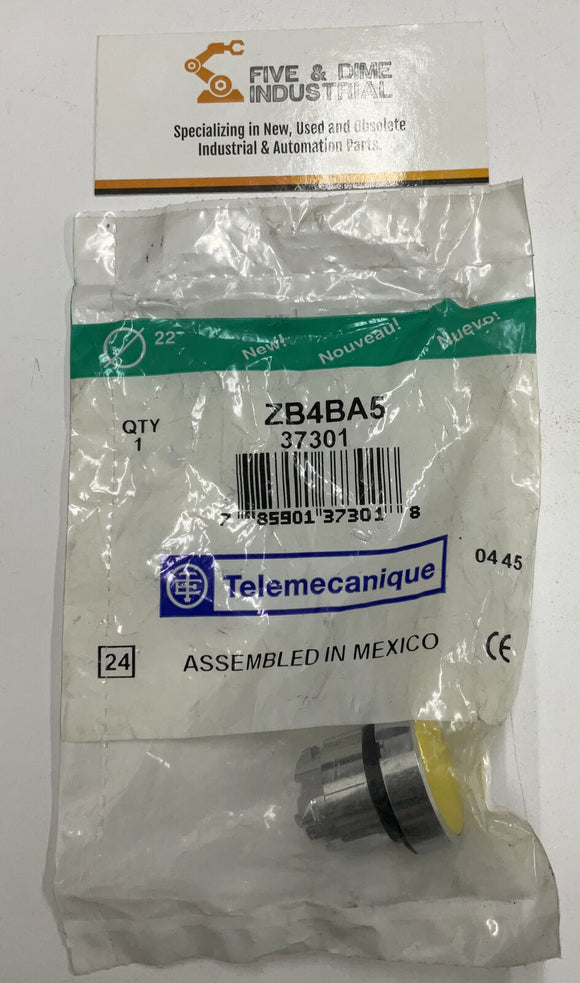 FIVE & DIME
INDUSTRIAL
Specializing in New, Used and Obsolete
Industrial & Automation Parts.
22
New! Nouveau! Nuevo!
ZB4BA5
37301
QTY
1
7 85901 37301 8
Telemecanique
04 45
24
ASSEMBLED IN MEXICO
CE